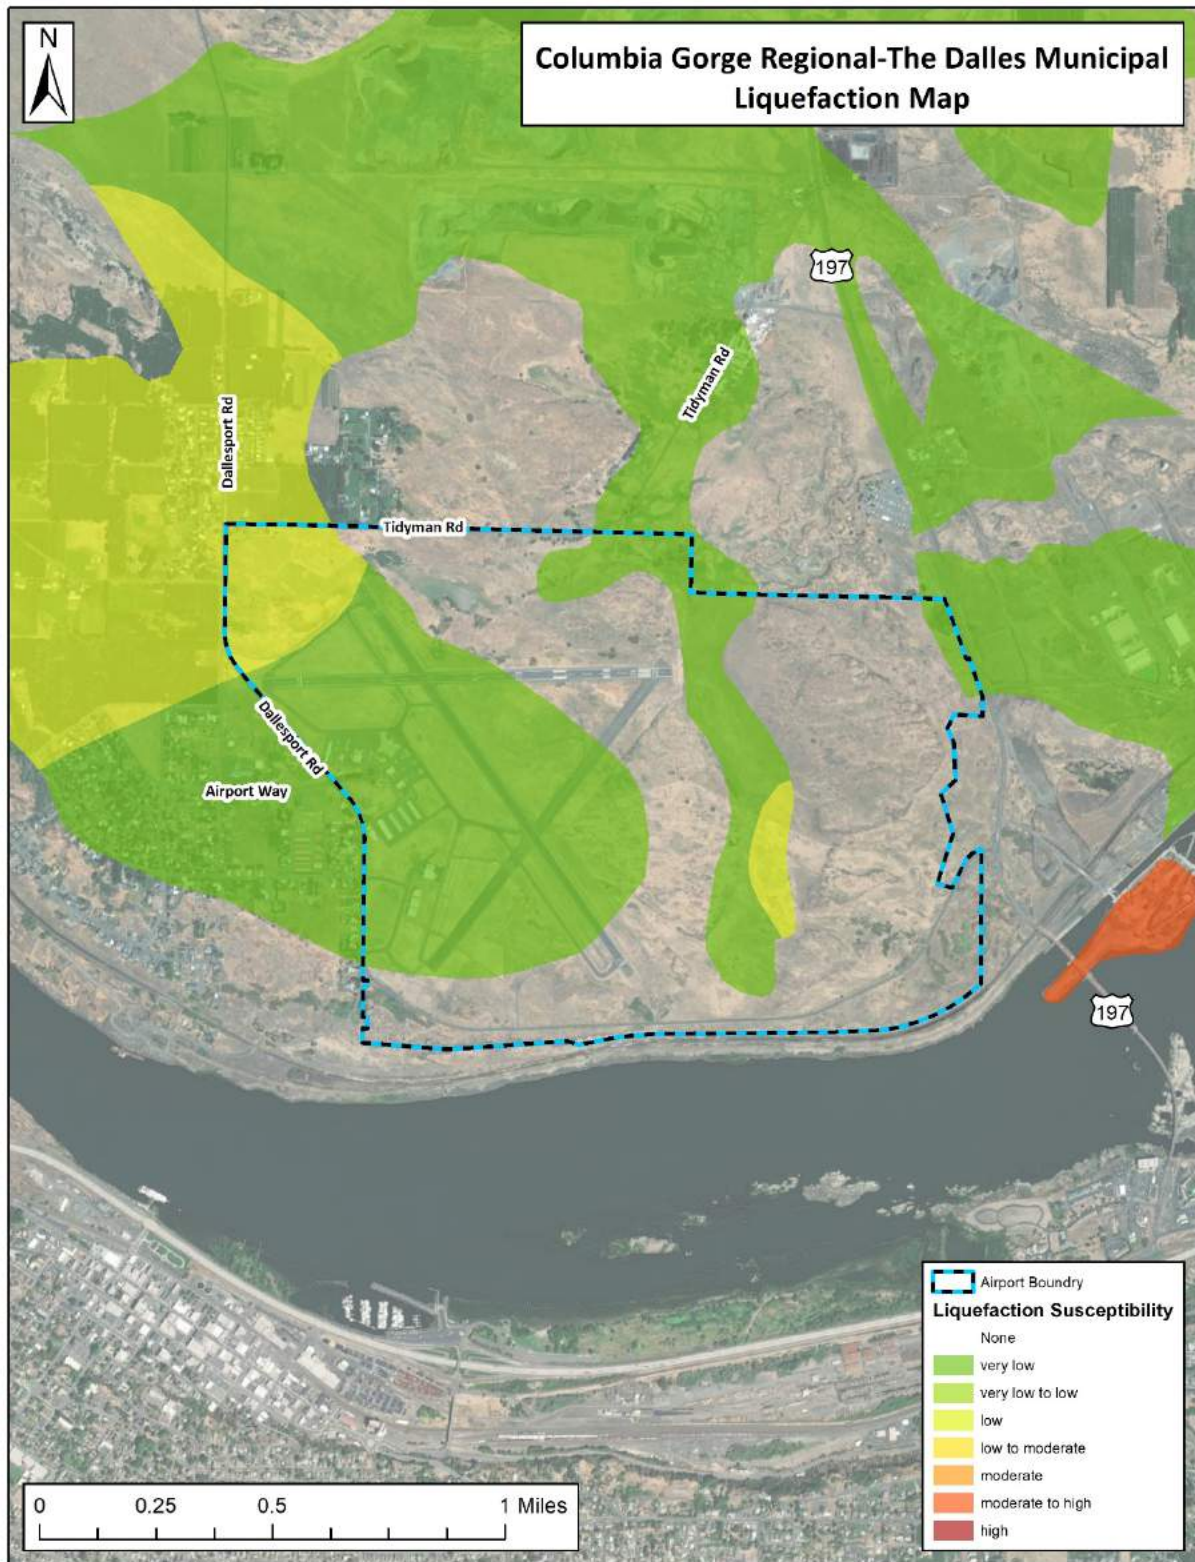 N
Columbia Gorge Regional-The Dalles Municipal
Liquefaction Map
197
Tidyman Rd
Dallesport Rd
Tidyman Rd
Dallesport Rd
Airport Way
197
Airport Boundry
Liquefaction Susceptibility
None
very low
very low to low
low
low to moderate
moderate
moderate to high
high
0 0.25 0.5 1 Miles